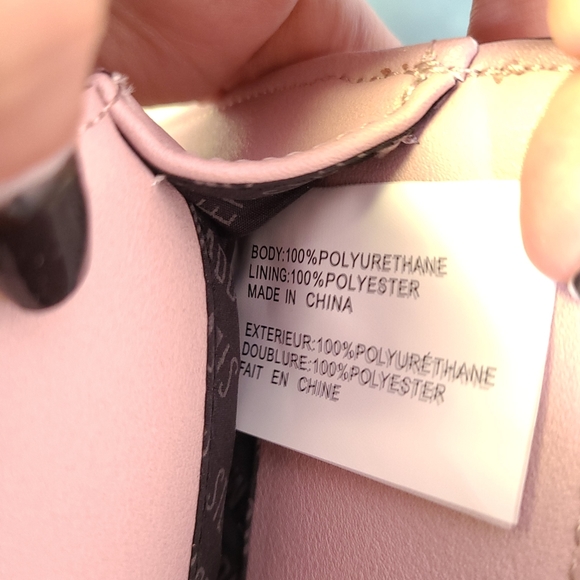 BODY:100%POLYURETHANE
LINING:100%POLYESTER
MADE IN CHINA
EXTERIEUR:100%POLYURÉTHANE
DOUBLURE:100%POLYESTER
FAIT EN CHINE